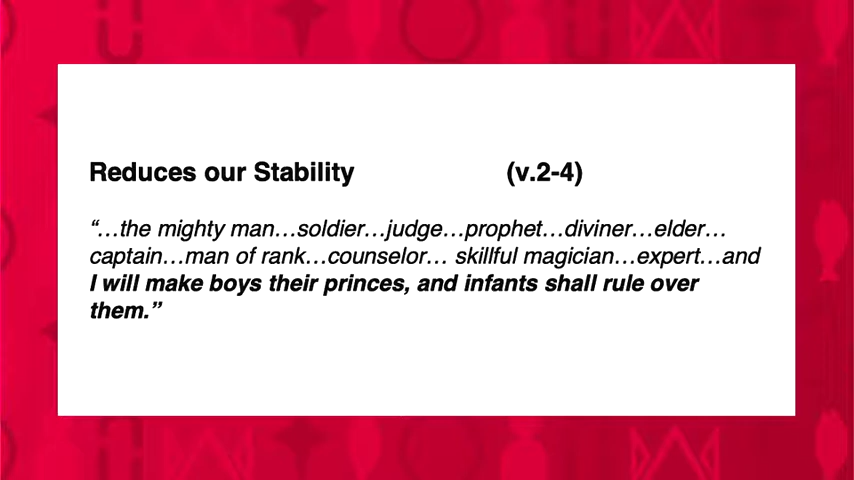 Reduces our Stability (v.2-4)
“…the mighty man…soldier…judge…prophet…diviner…elder…
captain…man of rank…counselor… skillful magician…expert…and
I will make boys their princes, and infants shall rule over
them.”